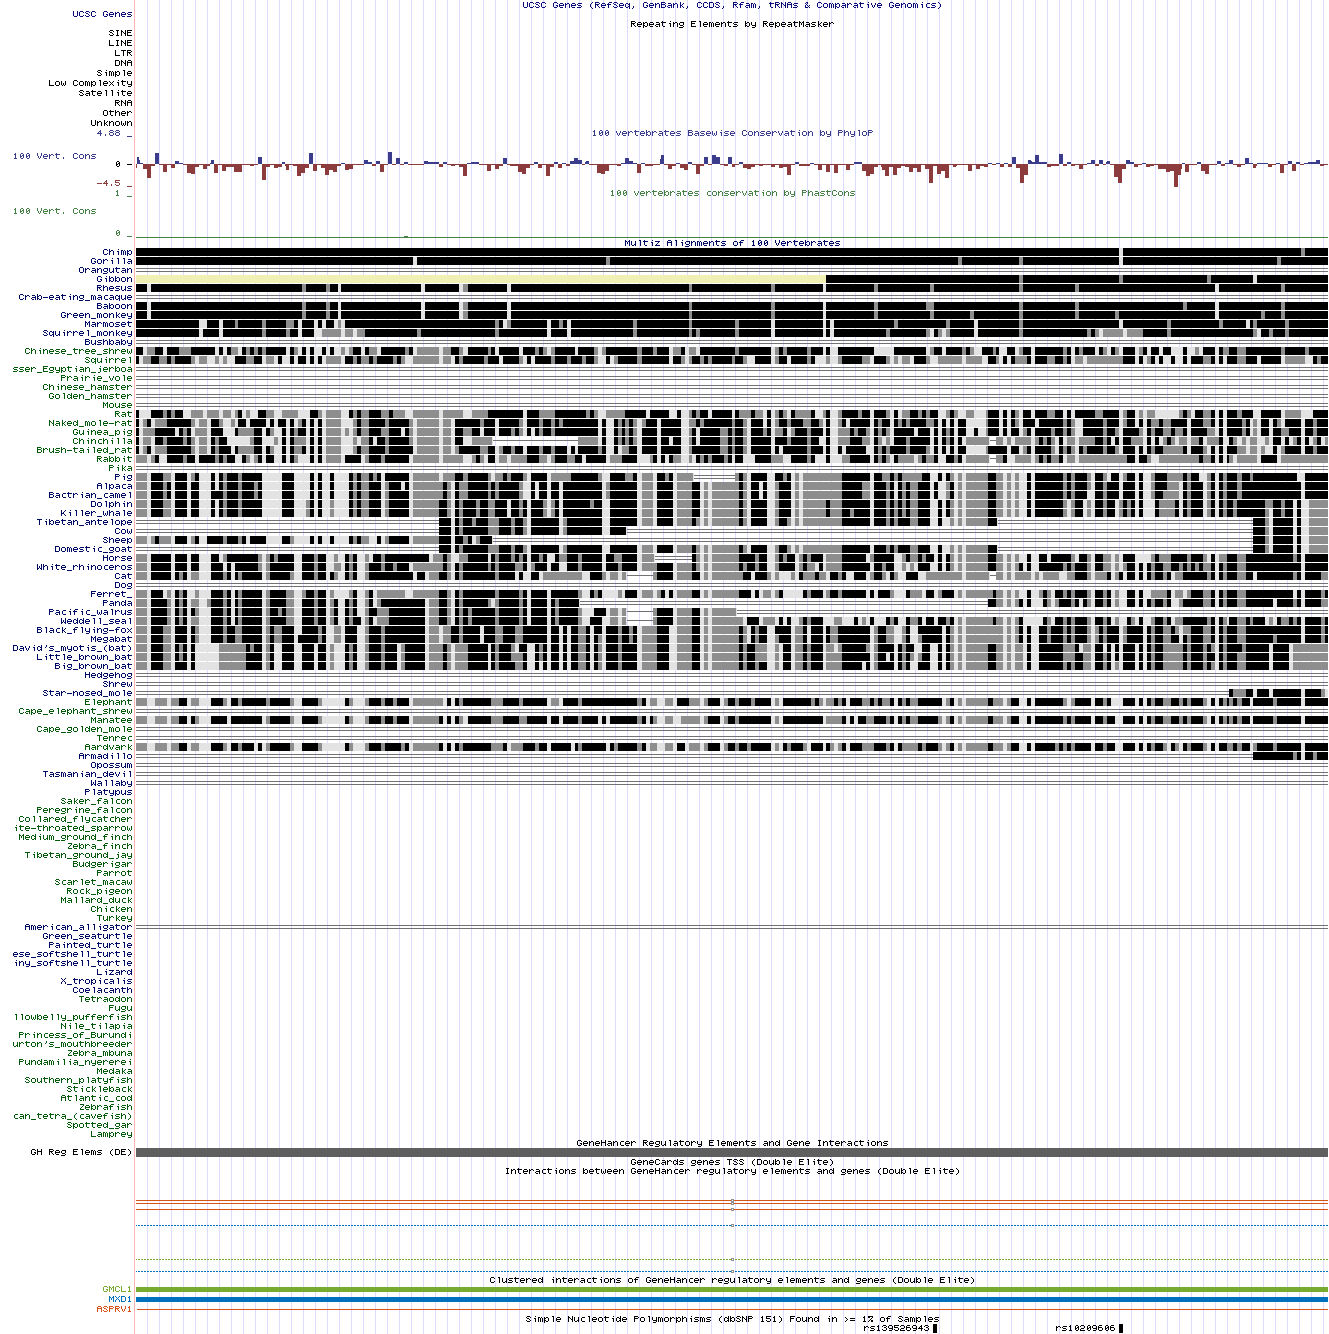 UCSC Genes (RefSeq, GenBank, CCDS, Rfam, tRNAs & Comparative Genomics)
UCSC Genes
Repeating Elements by RepeatMasker
SINE
LINE
LTR
DNA
Simple
Low Complexity
Satellite
RNA
Other
Unknown
4.88 _
100 vertebrates Basewise Conservation by PhyloP
100 Vert. Cons
0 -
-4.5 _
1 _
100 vertebrates conservation by PhastCons
100 Vert. Cons
0 _
Multiz Alignments of 100 Vertebrates
Chimp
Gorilla
Orangutan
Gibbon
Rhesus
Crab-eating_macaque
Baboon
Green_monkey
Marmoset
Squirrel_monkey
Bushbaby
Chinese_tree_shrew
Squirrel
sser_Egyptian_jerboa
Prairie_vole
Chinese_hamster
Golden_hamster
Mouse
Rat
Naked_mole-rat
Guinea_pig
Chinchilla
Brush-tailed_rat
Rabbit
Pika
Pig
Alpaca
Bactrian_camel
Dolphin
Killer_whale
Tibetan_antelope
Cow
Sheep
Domestic_goat
Horse
White_rhinoceros
Cat
Dog
Ferret_
Panda
Pacific_walrus
Weddell_seal
Black_flying-fox
Megabat
David's_myotis_(bat)
Little_brown_bat
Big_brown_bat
Hedgehog
Shrew
Star-nosed_mole
Elephant
Cape_elephant_shrew
Manatee
Cape_golden_mole
Tenrec
Aardvark
Armadillo
Opossum
Tasmanian_devil
Wallaby
Platypus
Saker_falcon
Peregrine_falcon
Collared_flycatcher
ite-throated_sparrow
Medium_ground_finch
Zebra_finch
Tibetan_ground_jay
Budgerigar
Parrot
Scarlet_macaw
Rock_pigeon
Mallard_duck
Chicken
Turkey
American_alligator
Green_seaturtle
Painted_turtle
ese_softshell_turtle
iny_softshell_turtle
Lizard
X_tropicalis
Coelacanth
Tetraodon
Fugu
llowbelly_pufferfish
Nile_tilapia
Princess_of_Burundi
urton's_mouthbreeder
Zebra_mbuna
Pundamilia_nyererei
Medaka
Southern_platyfish
Stickleback
Atlantic_cod
Zebrafish
can_tetra_(cavefish)
Spotted_gar
Lamprey
GeneHancer Regulatory Elements and Gene Interactions
GH Reg Elems (DE)
GeneCards genes TSS (Double Elite)
Interactions between GeneHancer regulatory elements and genes (Double Elite)
Clustered interactions of GeneHancer regulatory elements and genes (Double Elite)
GMCL1
MXD1
ASPRV1
Simple Nucleotide Polymorphisms (dbSNP 151) Found in >= 1% of Samples
rs139526943 rs10209606